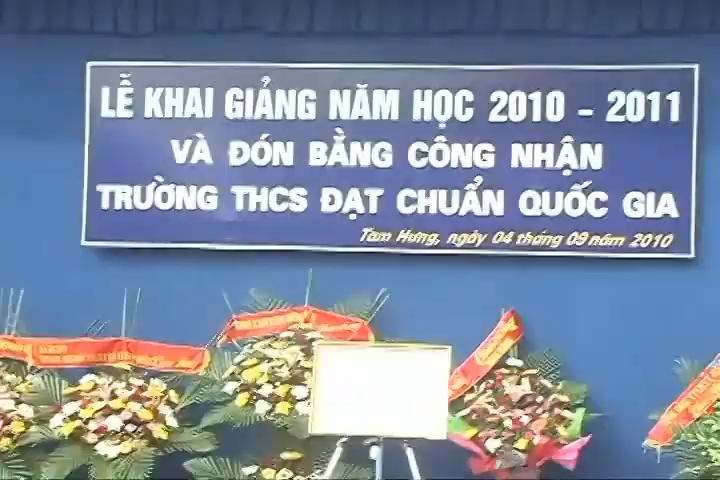 LỄ KHAI GIẢNG NĂM HỌC 2010 - 2011
VÀ ĐÓN BẰNG CÔNG NHẬN
TRƯỜNG THCS ĐẠT CHUẨN QUỐC GIA
Tam Hưng, ngày 04 tháng 09 năm 2010